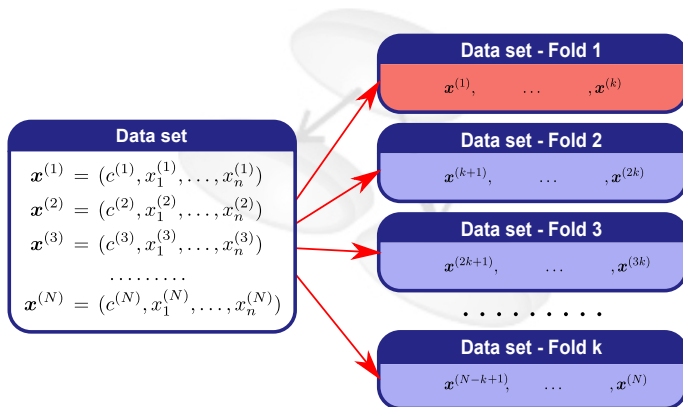 Data set
x^(1) = (c^(1), x_1^(1), . . . , x_n^(1))
x^(2) = (c^(2), x_1^(2), . . . , x_n^(2))
x^(3) = (c^(3), x_1^(3), . . . , x_n^(3))
. . . . . . . . .
x^(N) = (c^(N), x_1^(N), . . . , x_n^(N))
Data set - Fold 1
x^(1), . . . , x^(k)
Data set - Fold 2
x^(k+1), . . . , x^(2k)
Data set - Fold 3
x^(2k+1), . . . , x^(3k)
. . . . . . . . .
Data set - Fold k
x^(N−k+1), . . . , x^(N)